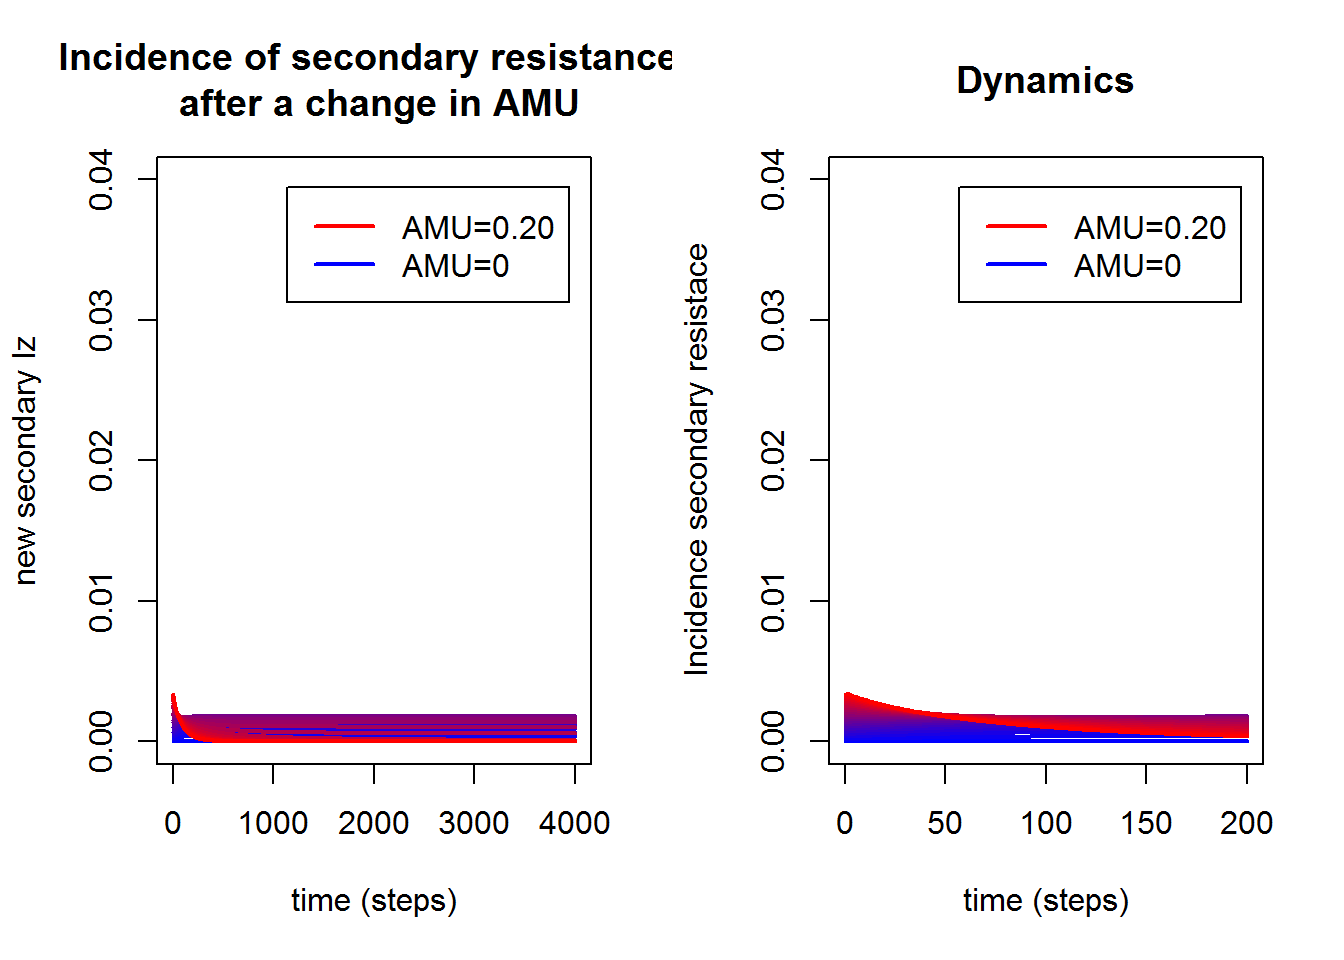 Incidence of secondary resistance
after a change in AMU
new secondary Iz
0.04
0.03
0.02
0.01
0.00
AMU=0.20
AMU=0
0 1000 2000 3000 4000
time (steps)
Dynamics
Incidence secondary resistace
0.04
0.03
0.02
0.01
0.00
AMU=0.20
AMU=0
0 50 100 150 200
time (steps)